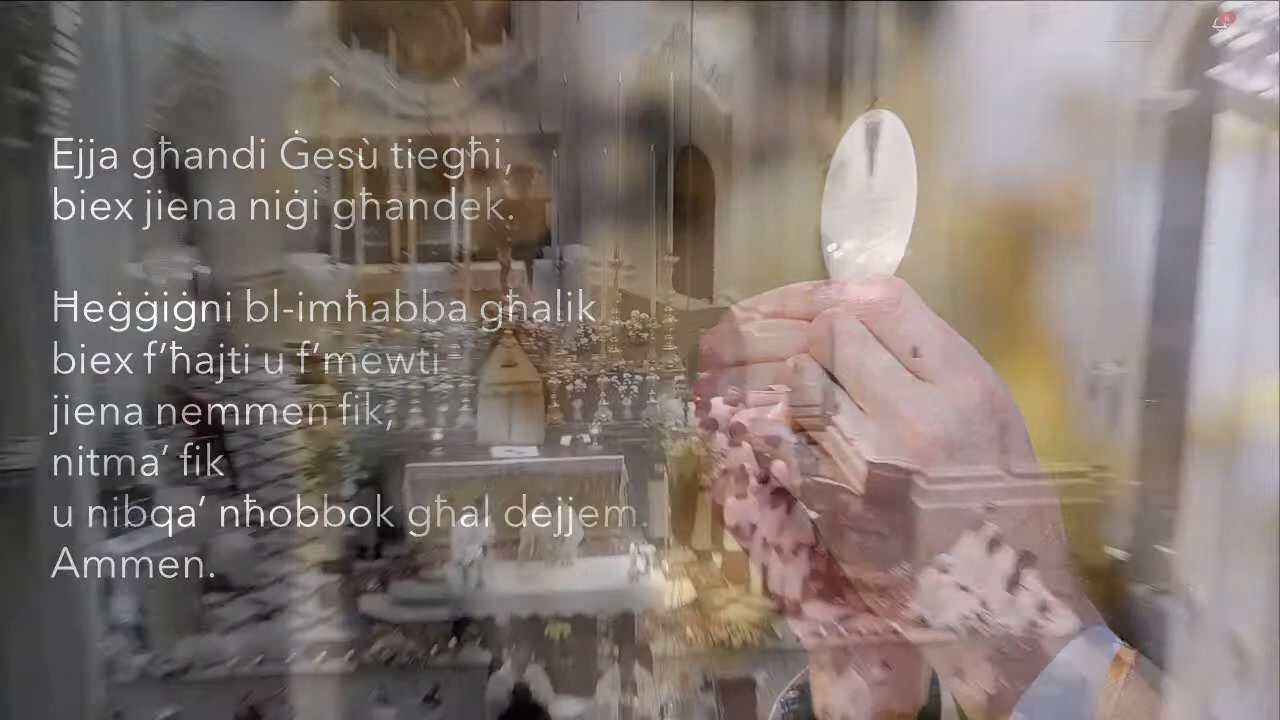 Ejja għandi Ġesù tiegħi,
biex jiena niġi għandek.
Ħeġġiġni bl-imħabba għalik
biex f’ħajti u f’mewti
jiena nemmen fik,
nitma’ fik
u nibqa’ nħobbok għal dejjem.
Ammen.